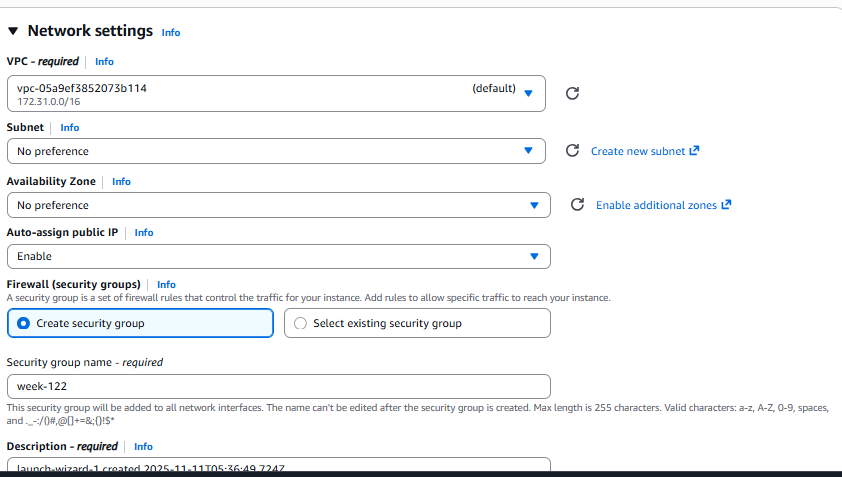 Network settings Info
VPC - required Info
vpc-05a9ef3852073b114 (default)
172.31.0.0/16
Subnet Info
No preference
Create new subnet
Availability Zone Info
No preference
Enable additional zones
Auto-assign public IP Info
Enable
Firewall (security groups) Info
A security group is a set of firewall rules that control the traffic for your instance. Add rules to allow specific traffic to reach your instance.
Create security group
Select existing security group
Security group name - required
week-122
This security group will be added to all network interfaces. The name can't be edited after the security group is created. Max length is 255 characters. Valid characters: a-z, A-Z, 0-9, spaces,
and ._-:/()#,@[]+=&;{}!$*
Description - required Info
launch-wizard-1 created 2025-11-11T05:36:49.724Z